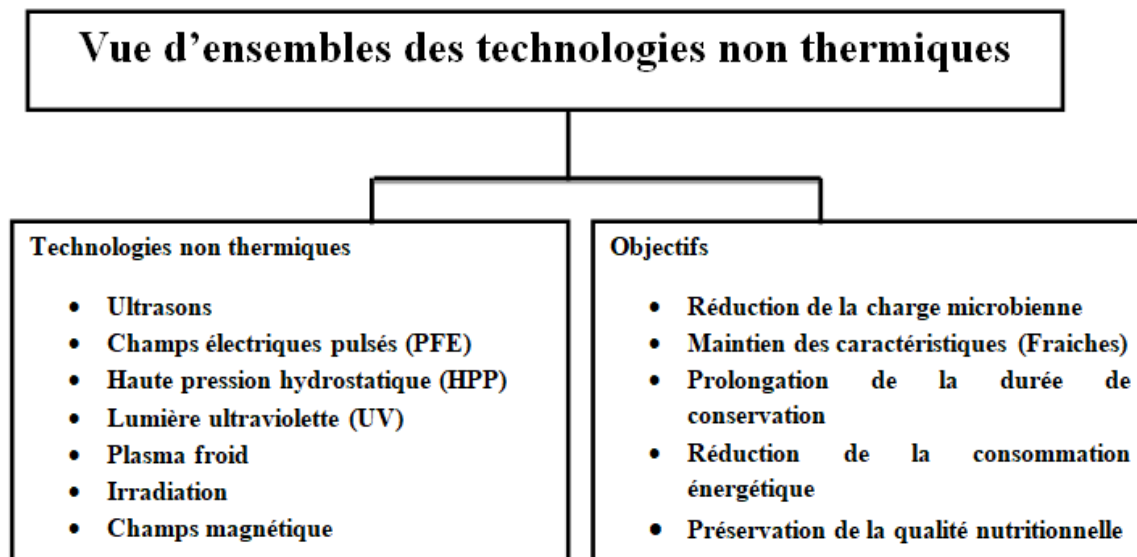 Vue d'ensembles des technologies non thermiques
Technologies non thermiques
• Ultrasons
• Champs électriques pulsés (PFE)
• Haute pression hydrostatique (HPP)
• Lumière ultraviolette (UV)
• Plasma froid
• Irradiation
• Champs magnétique
Objectifs
• Réduction de la charge microbienne
• Maintien des caractéristiques (Fraiches)
• Prolongation de la durée de
conservation
• Réduction de la consommation
énergétique
• Préservation de la qualité nutritionnelle